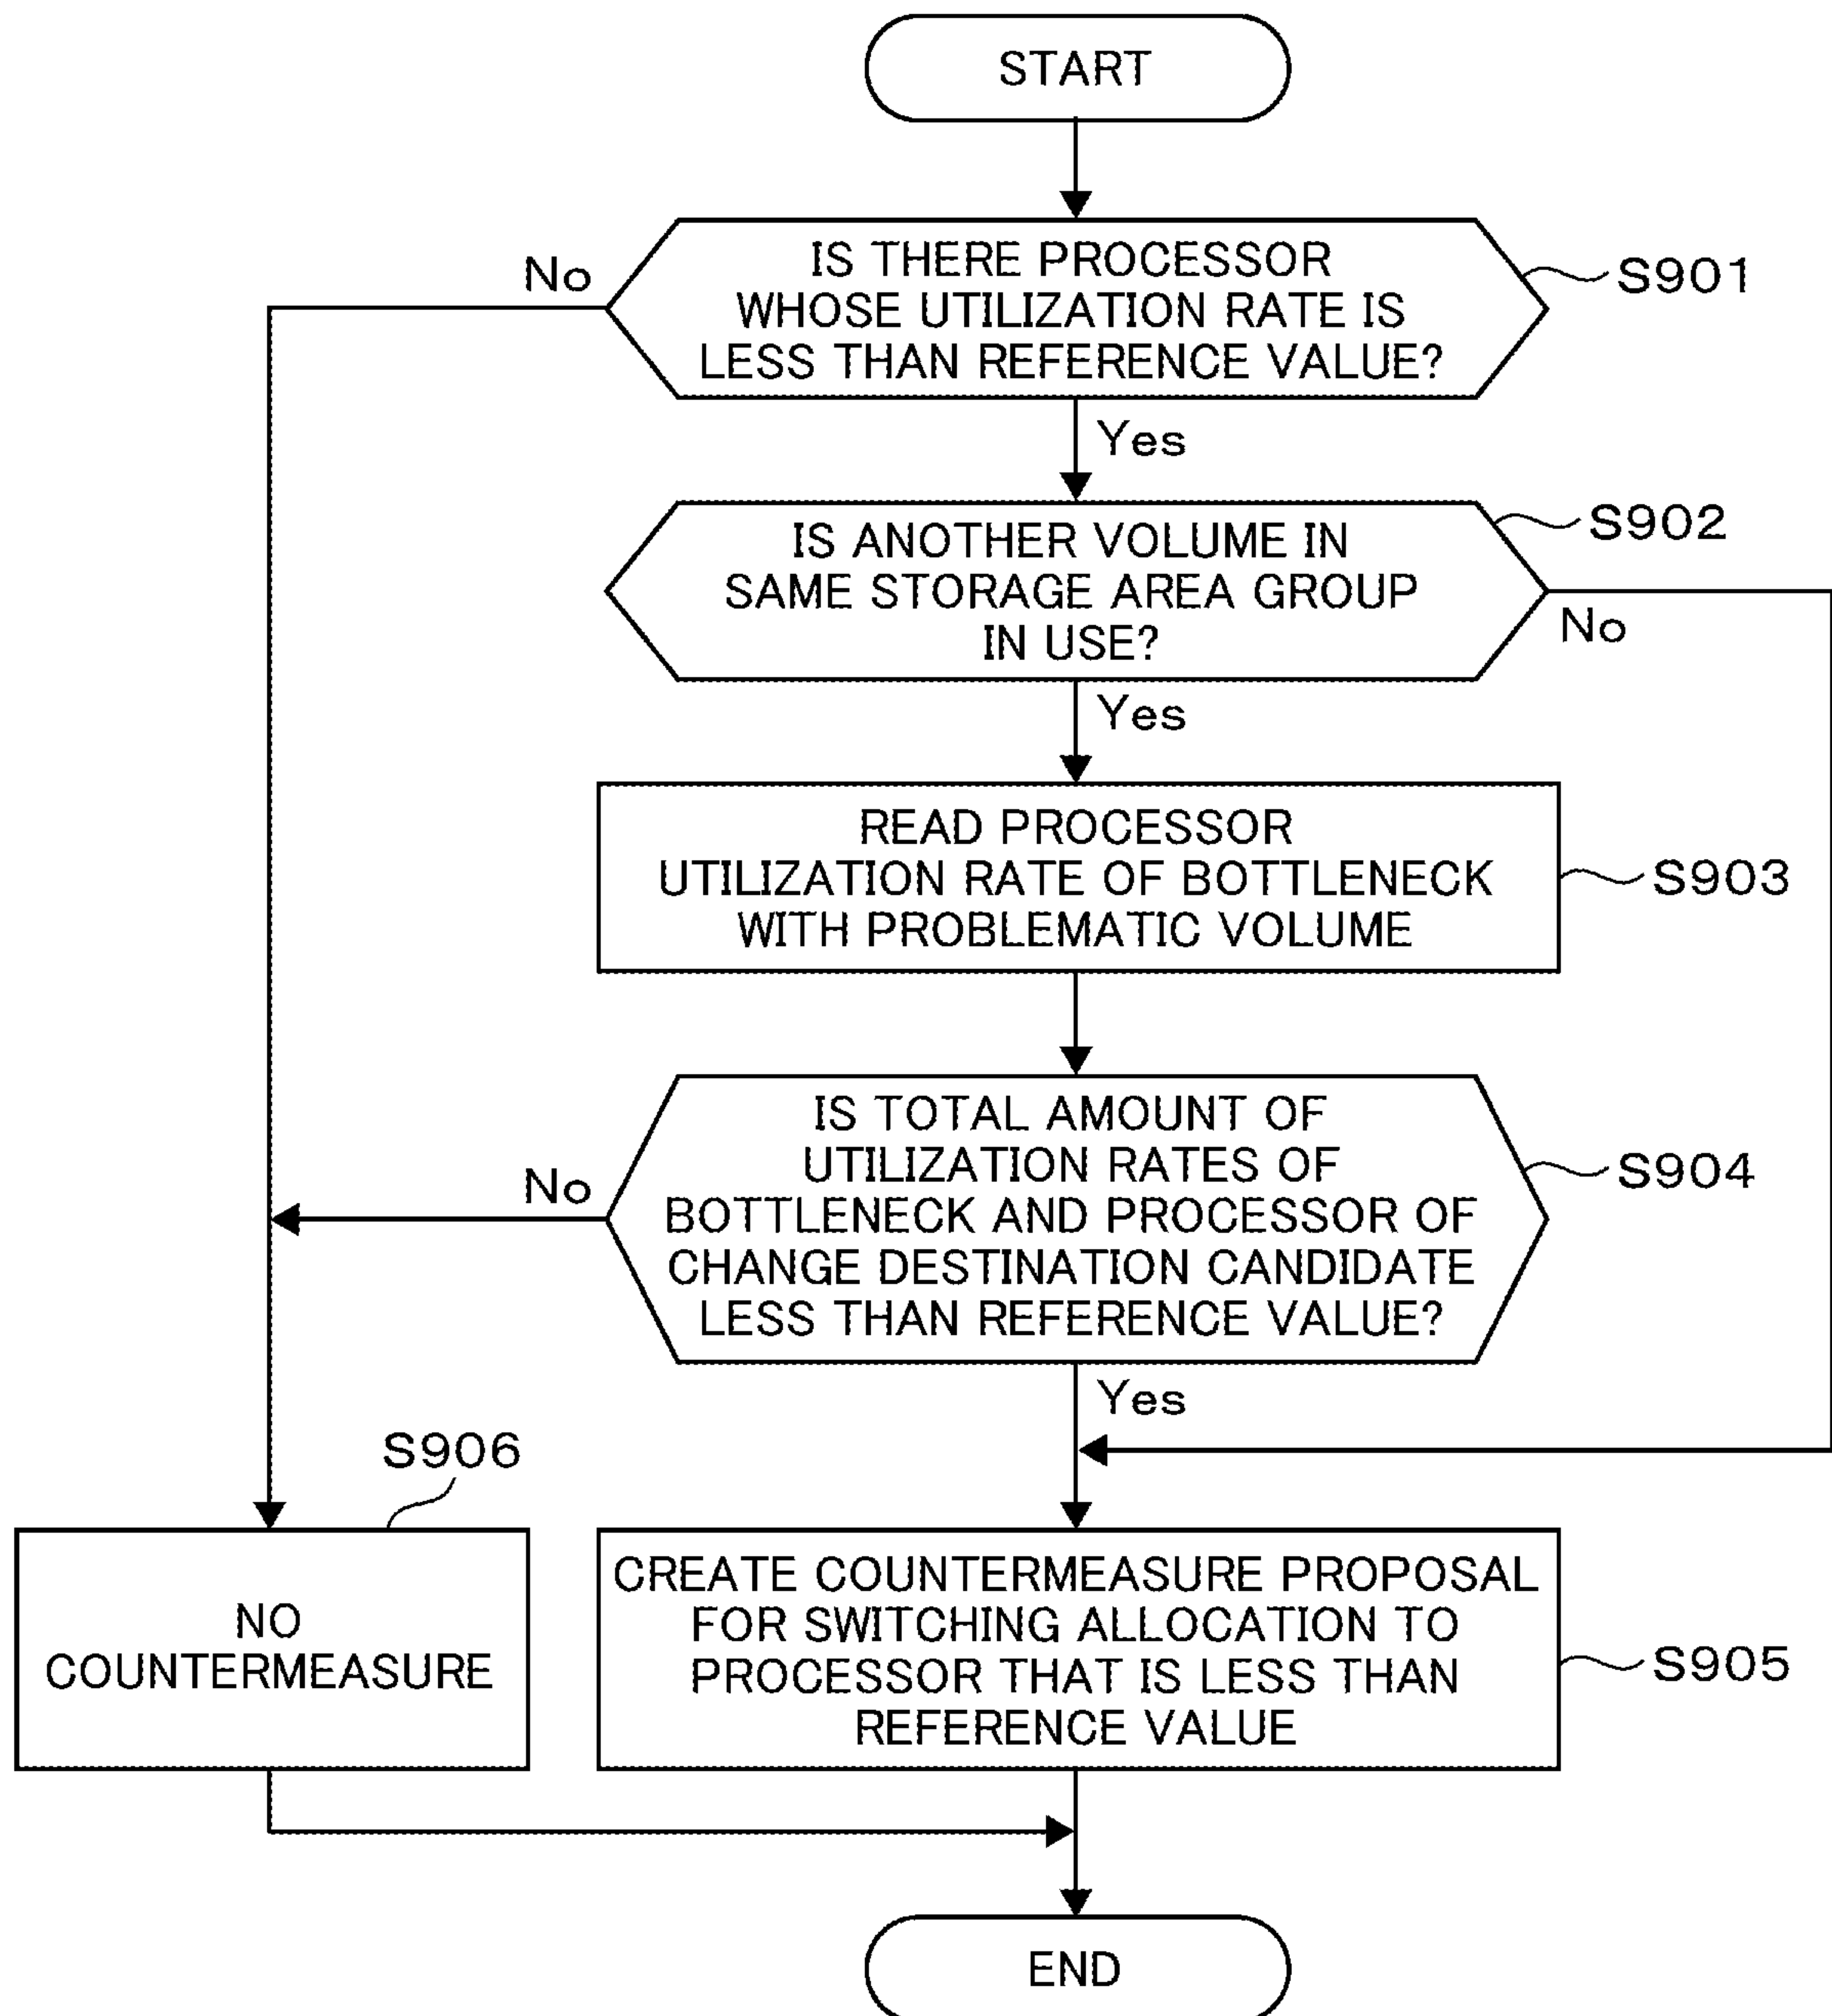 START
IS THERE PROCESSOR
WHOSE UTILIZATION RATE IS
LESS THAN REFERENCE VALUE?
S901
No
Yes
IS ANOTHER VOLUME IN
SAME STORAGE AREA GROUP
IN USE?
S902
No
Yes
READ PROCESSOR
UTILIZATION RATE OF BOTTLENECK
WITH PROBLEMATIC VOLUME
S903
IS TOTAL AMOUNT OF
UTILIZATION RATES OF
BOTTLENECK AND PROCESSOR OF
CHANGE DESTINATION CANDIDATE
LESS THAN REFERENCE VALUE?
S904
No
Yes
S906
NO
COUNTERMEASURE
CREATE COUNTERMEASURE PROPOSAL
FOR SWITCHING ALLOCATION TO
PROCESSOR THAT IS LESS THAN
REFERENCE VALUE
S905
END